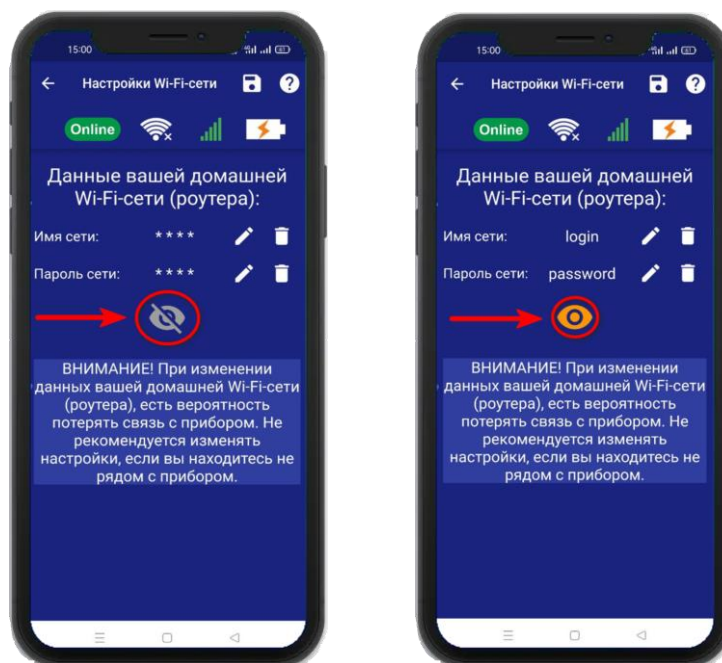 15:00
Настройки Wi-Fi-сети
Online
Данные вашей домашней
Wi-Fi-сети (роутера):
Имя сети: ****
Пароль сети: ****
ВНИМАНИЕ! При изменении
данных вашей домашней Wi-Fi-сети
(роутера), есть вероятность
потерять связь с прибором. Не
рекомендуется изменять
настройки, если вы находитесь не
рядом с прибором.
15:00
Настройки Wi-Fi-сети
Online
Данные вашей домашней
Wi-Fi-сети (роутера):
Имя сети: login
Пароль сети: password
ВНИМАНИЕ! При изменении
данных вашей домашней Wi-Fi-сети
(роутера), есть вероятность
потерять связь с прибором. Не
рекомендуется изменять
настройки, если вы находитесь не
рядом с прибором.